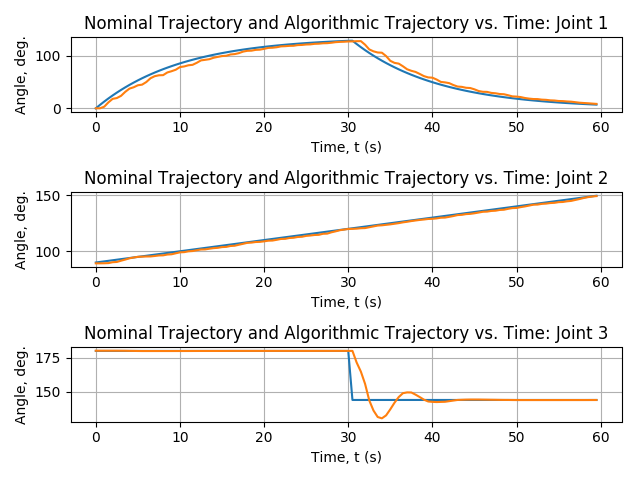 Nominal Trajectory and Algorithmic Trajectory vs. Time: Joint 1
Angle, deg.
100
0
0 10 20 30 40 50 60
Time, t (s)
Nominal Trajectory and Algorithmic Trajectory vs. Time: Joint 2
Angle, deg.
150
100
0 10 20 30 40 50 60
Time, t (s)
Nominal Trajectory and Algorithmic Trajectory vs. Time: Joint 3
Angle, deg.
175
150
0 10 20 30 40 50 60
Time, t (s)